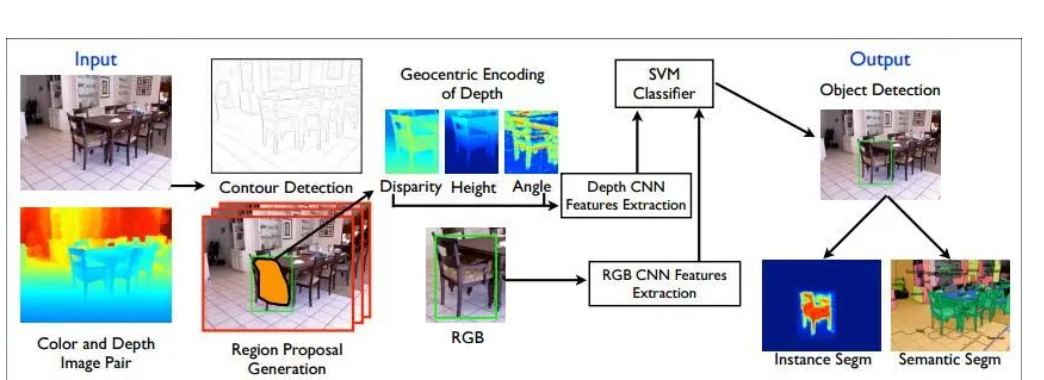 Input
Color and Depth
Image Pair
Contour Detection
Region Proposal
Generation
Geocentric Encoding
of Depth
Disparity Height Angle
RGB
SVM
Classifier
Depth CNN
Features Extraction
RGB CNN Features
Extraction
Output
Object Detection
Instance Segm
Semantic Segm